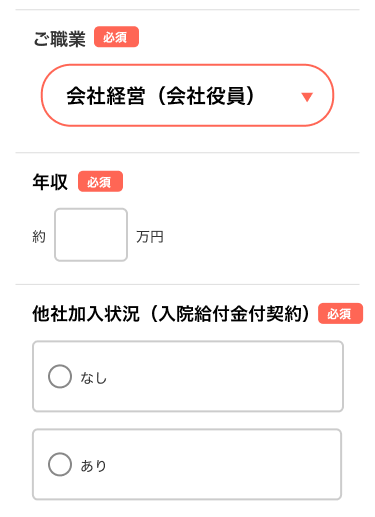 ご職業 必須
会社経営（会社役員） ▼
年収 必須
約 万円
他社加入状況（入院給付金付契約） 必須
なし
あり